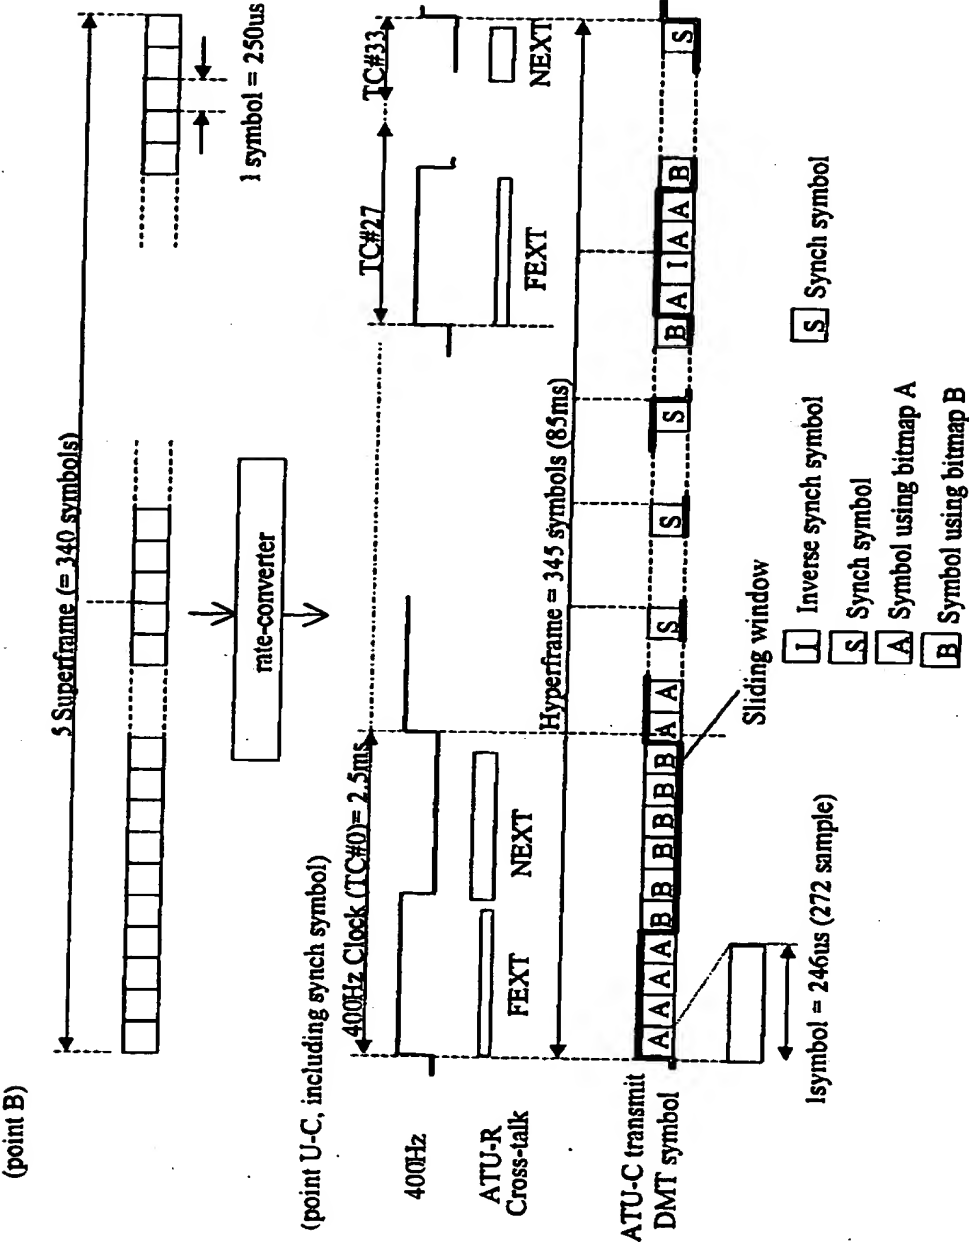 (point B)
5 Superframe (= 340 symbols)
1 symbol = 250us
rate-converter
(point U-C, including synch symbol)
400Hz
400Hz Clock (TC#0)= 2.5ms
TC#27
TC#33
ATU-R
Cross-talk
FEXT
NEXT
FEXT
NEXT
Hyperframe = 345 symbols (85ms)
ATU-C transmit
DMT symbol
A A A A B B B B B A A S S S B A I A A B S
Sliding window
1symbol = 246us (272 sample)
I Inverse synch symbol
S Synch symbol
S Synch symbol
A Symbol using bitmap A
B Symbol using bitmap B